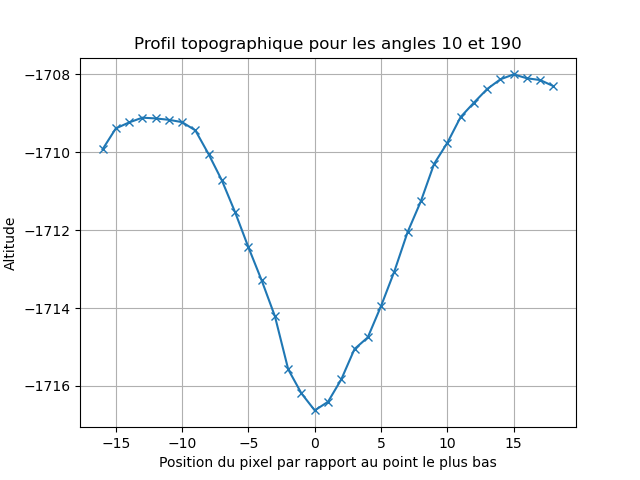 Profil topographique pour les angles 10 et 190
Altitude
−1708
−1710
−1712
−1714
−1716
−15 −10 −5 0 5 10 15
Position du pixel par rapport au point le plus bas